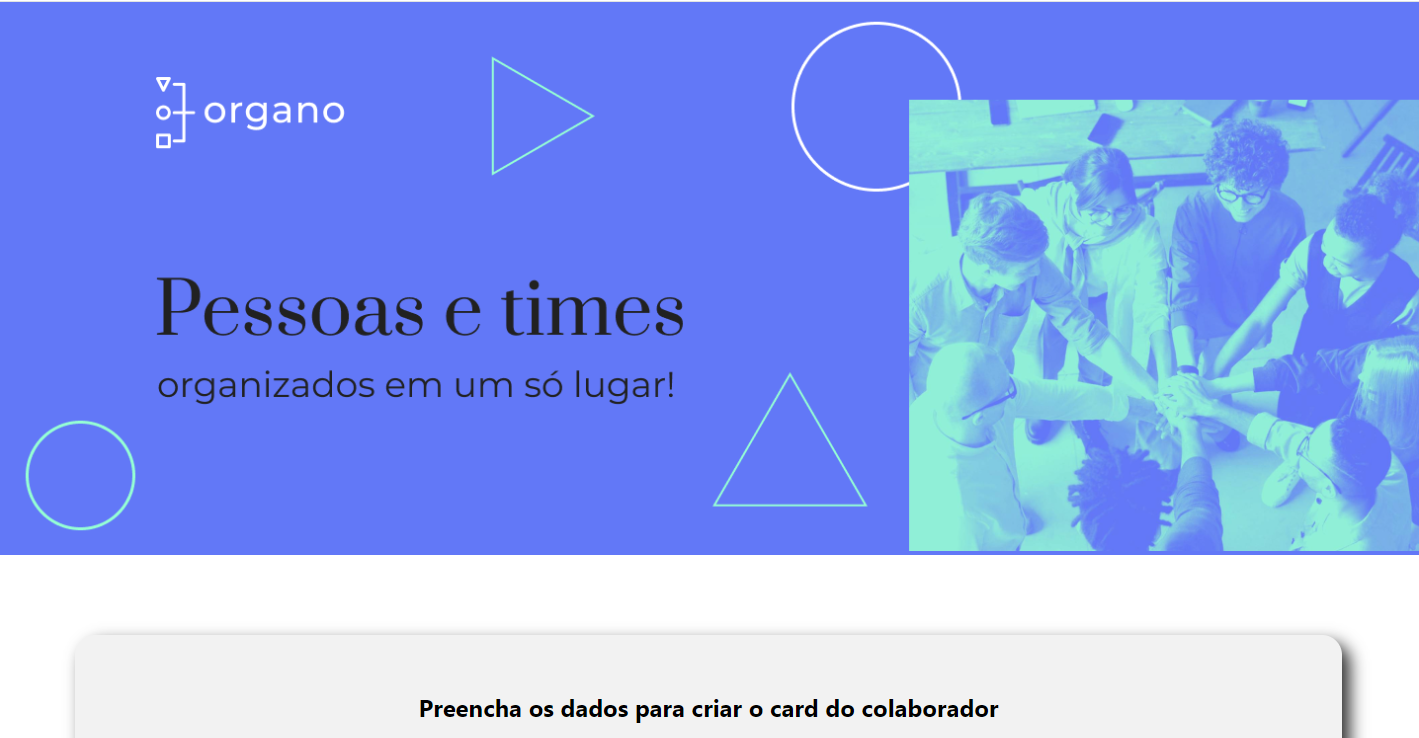 organo
Pessoas e times
organizados em um só lugar!
Preencha os dados para criar o card do colaborador